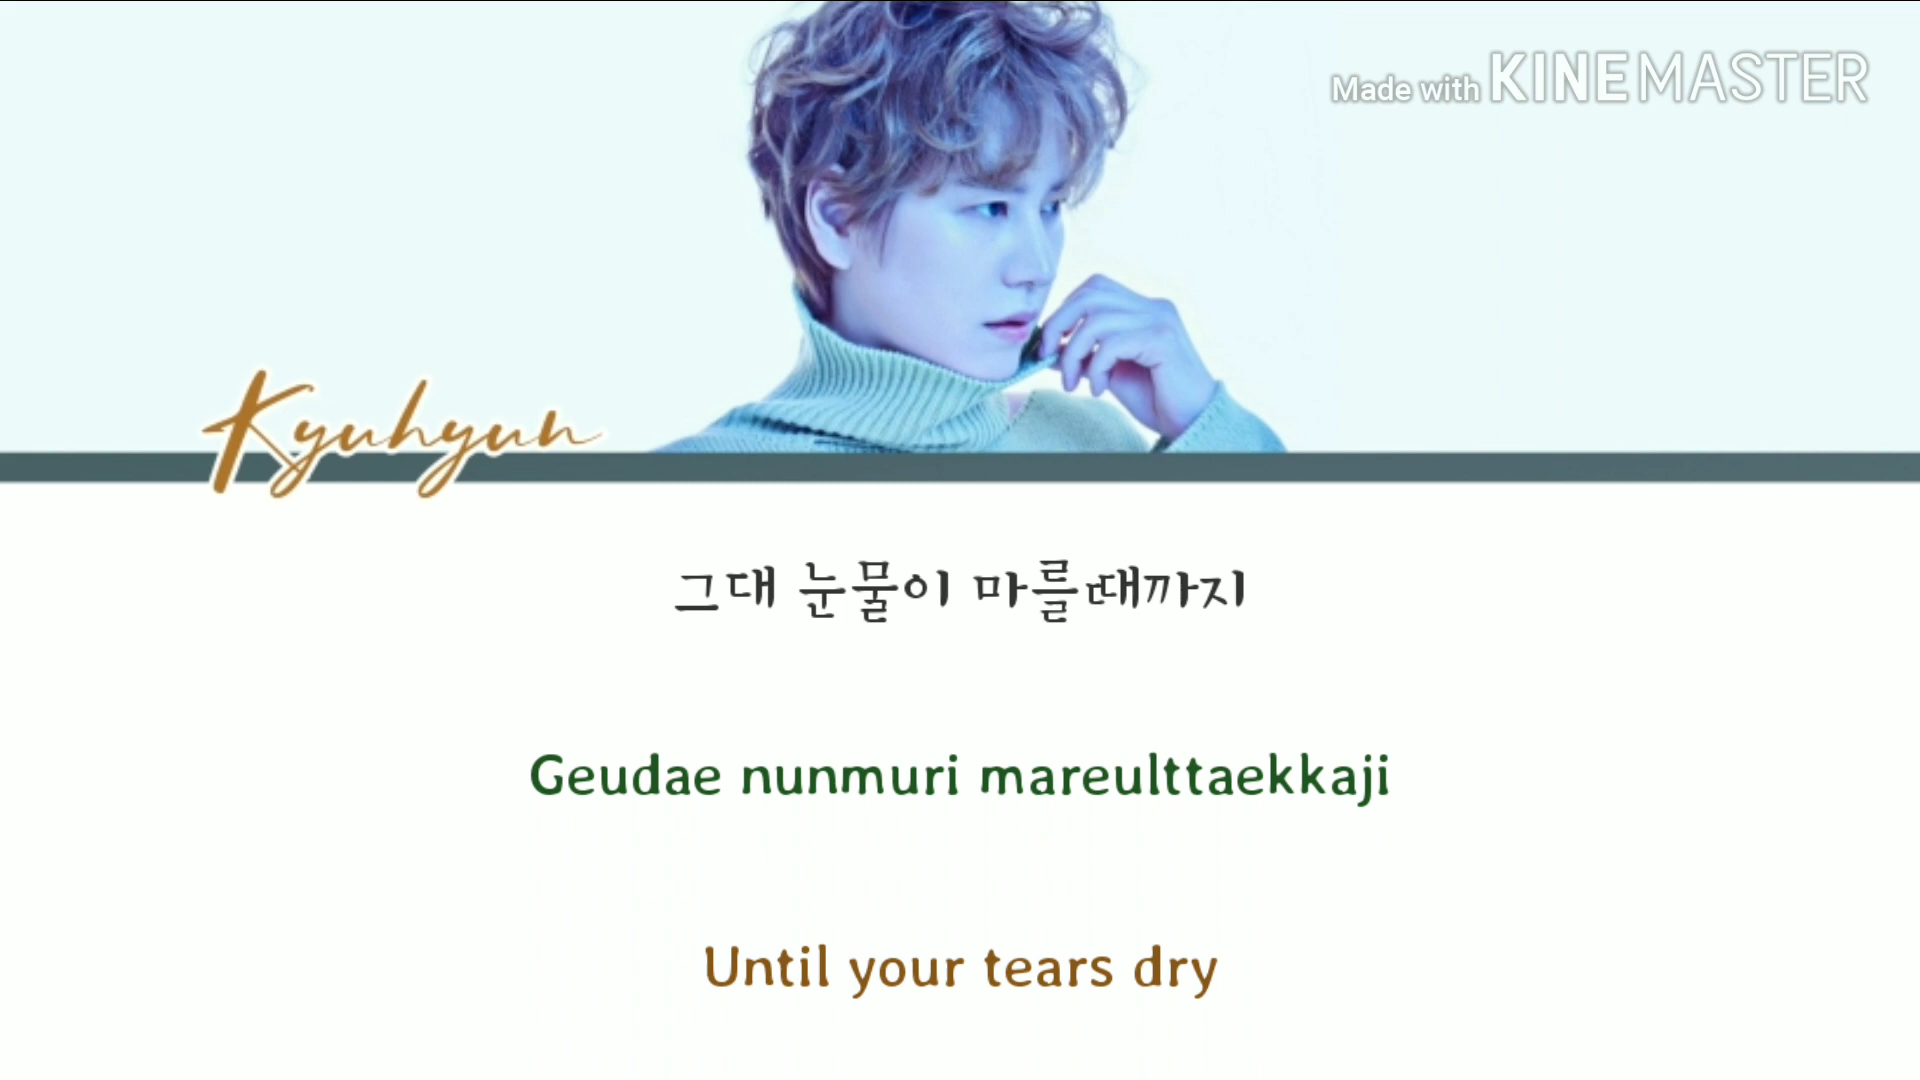 Made with KINEMASTER
Kyuhyun
그대 눈물이 마를때까지
Geudae nunmuri mareulttaekkaji
Until your tears dry